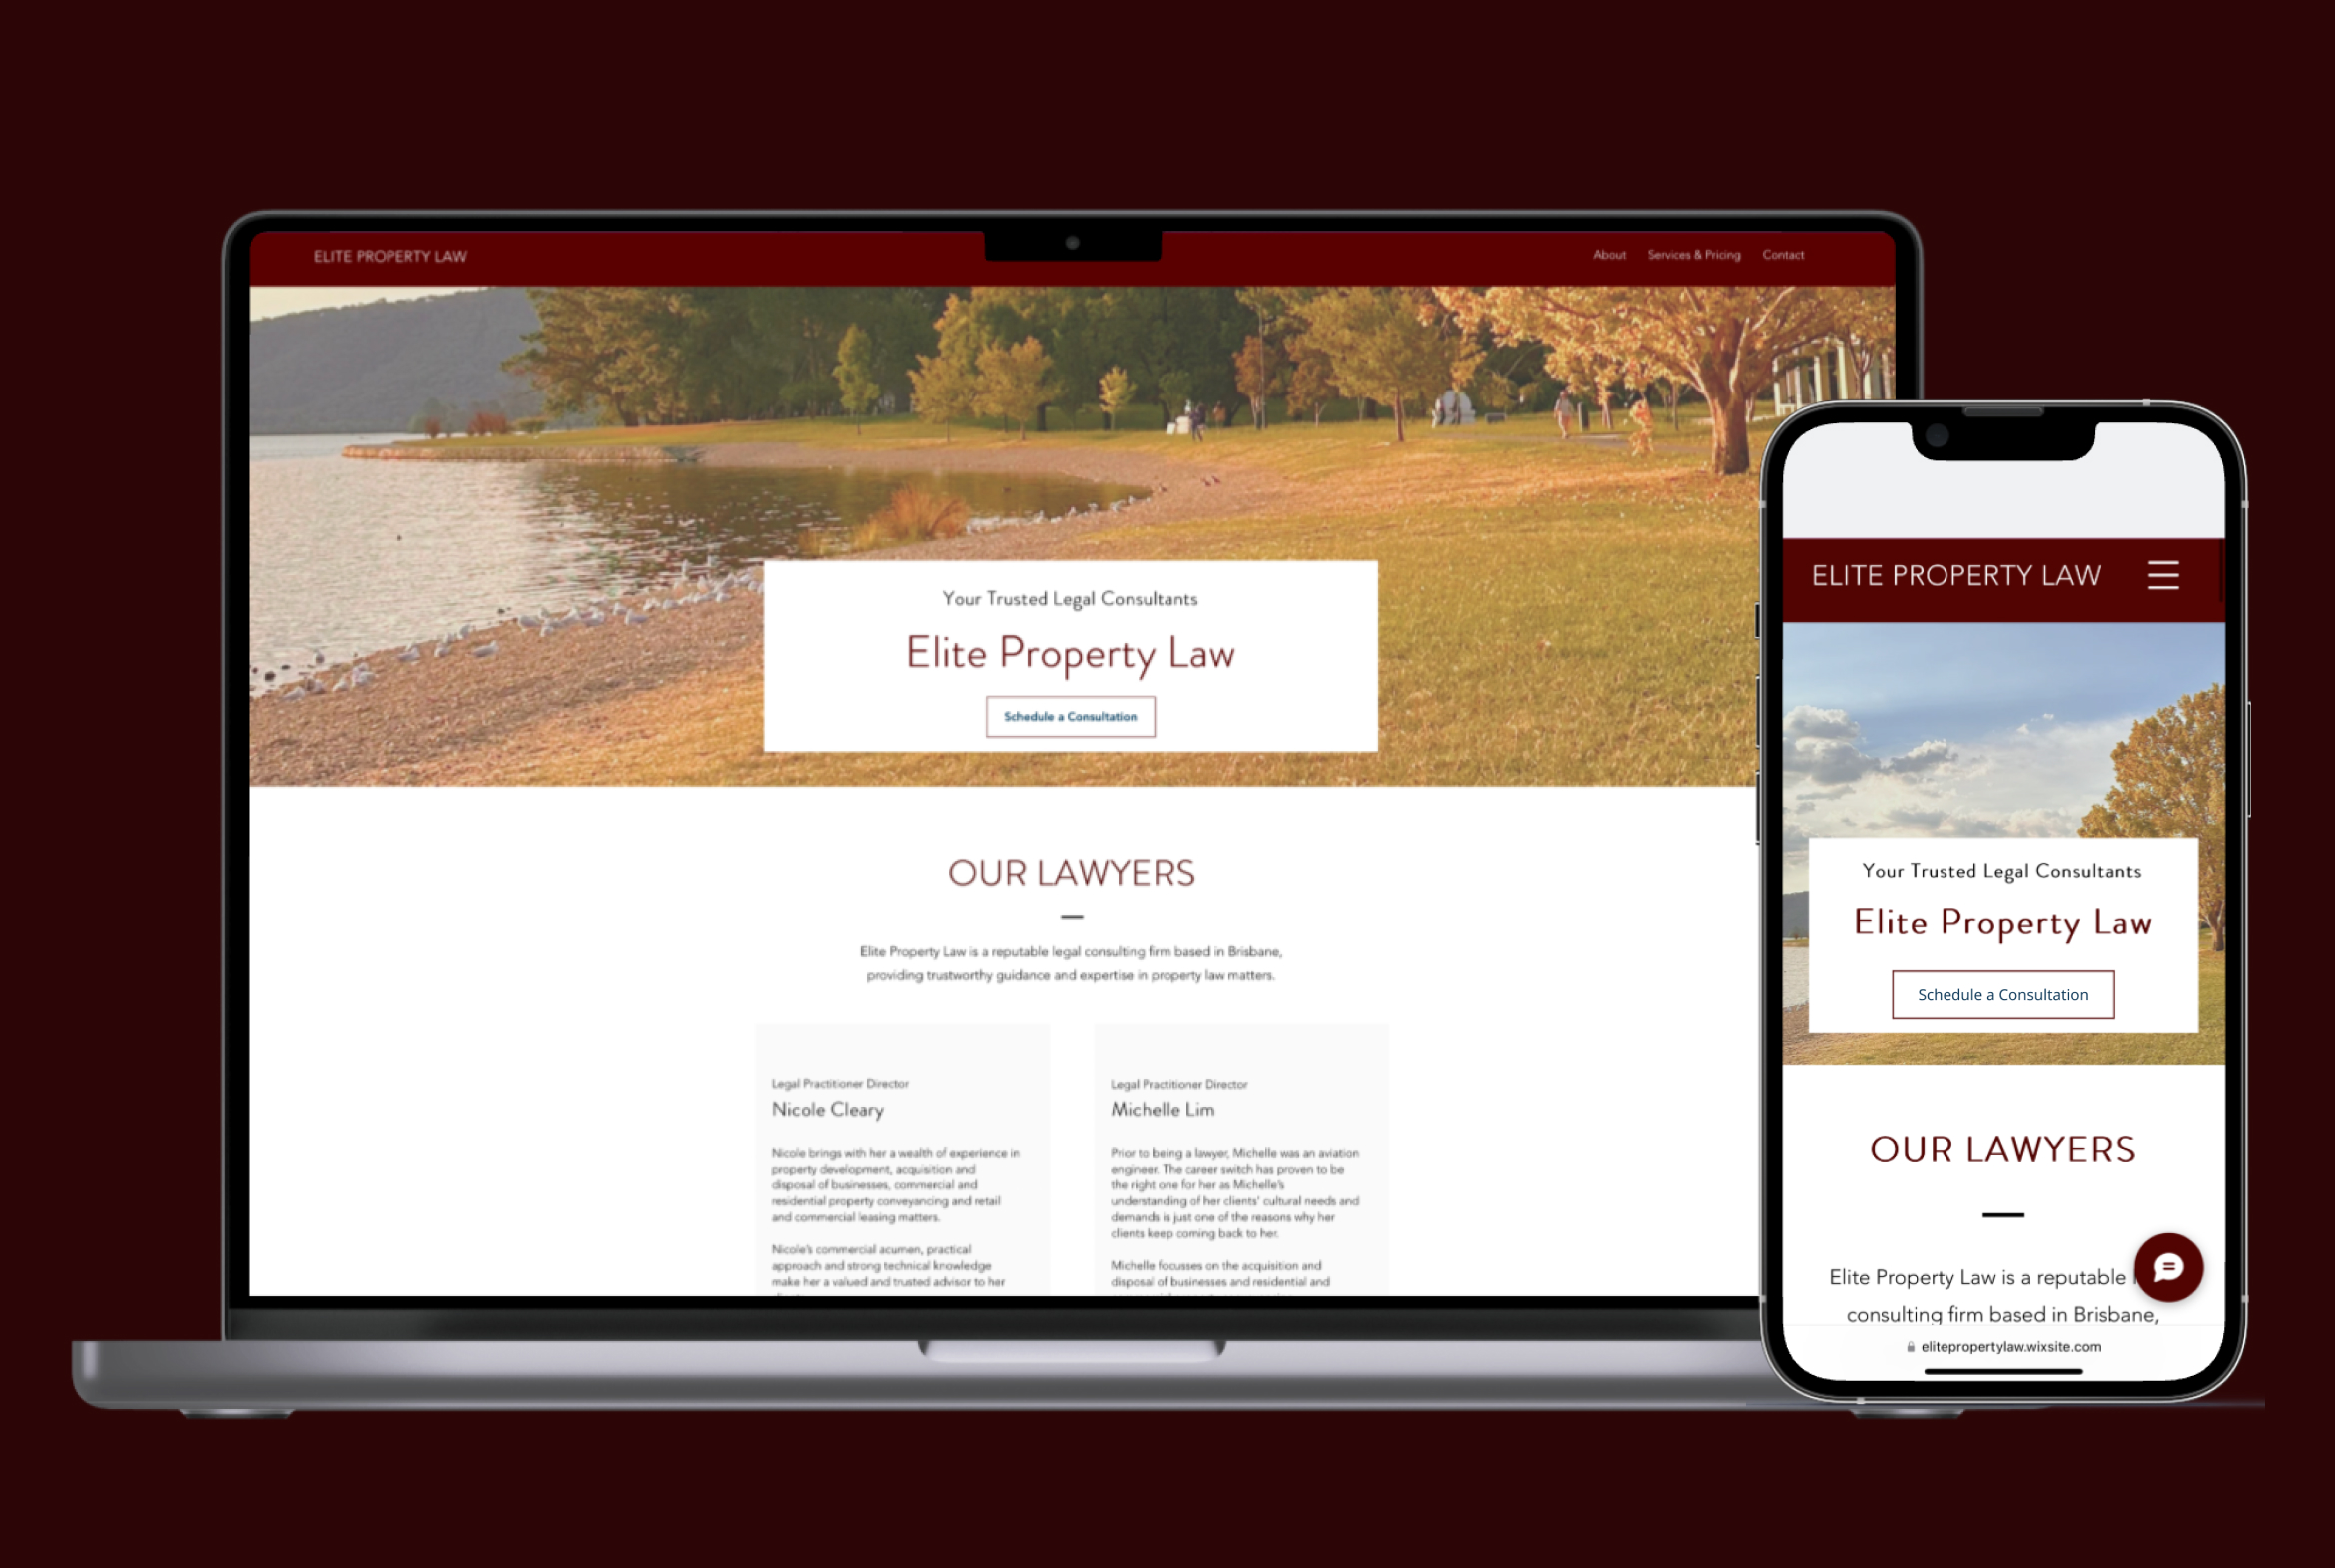 ELITE PROPERTY LAW
About Services & Pricing Contact
Your Trusted Legal Consultants
Elite Property Law
Schedule a Consultation
OUR LAWYERS
Elite Property Law is a reputable legal consulting firm based in Brisbane,
providing trustworthy guidance and expertise in property law matters.
Legal Practitioner Director
Nicole Cleary
Nicole brings with her a wealth of experience in
property development, acquisition and
disposal of businesses, commercial and
residential property conveyancing and retail
and commercial leasing matters.
Nicole's commercial acumen, practical
approach and strong technical knowledge
make her a valued and trusted advisor to her
Legal Practitioner Director
Michelle Lim
Prior to being a lawyer, Michelle was an aviation
engineer. The career switch has proven to be
the right one for her as Michelle's
understanding of her clients' cultural needs and
demands is just one of the reasons why her
clients keep coming back to her.
Michelle focusses on the acquisition and
disposal of businesses and residential and
ELITE PROPERTY LAW
Your Trusted Legal Consultants
Elite Property Law
Schedule a Consultation
OUR LAWYERS
Elite Property Law is a reputable
consulting firm based in Brisbane,
elitepropertylaw.wixsite.com